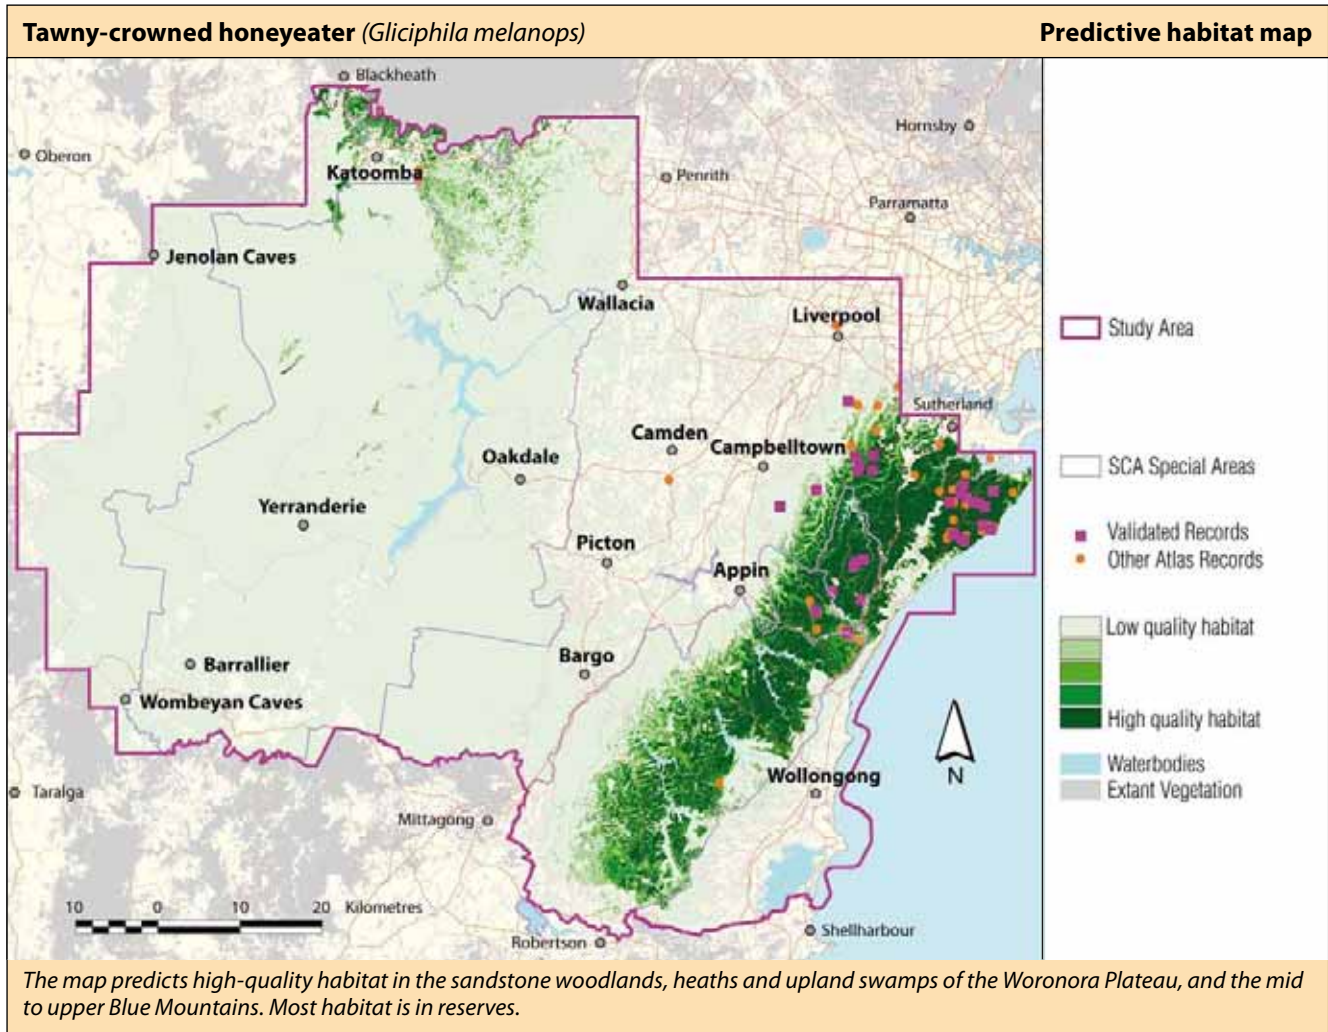 Tawny-crowned honeyeater (Gliciphila melanops) Predictive habitat map
Blackheath
Hornsby
Oberon
Katoomba
Penrith
Parramatta
Jenolan Caves
Wallacia
Liverpool
Study Area
Sutherland
Camden
Campbelltown
Oakdale
SCA Special Areas
Yerranderie
Validated Records
Picton
Other Atlas Records
Appin
Low quality habitat
Bargo
Barrallier
Wombeyan Caves
High quality habitat
N
Waterbodies
Wollongong
Extant Vegetation
Taralga
Mittagong
10 0 10 20 Kilometres
Shellharbour
Robertson
The map predicts high-quality habitat in the sandstone woodlands, heaths and upland swamps of the Woronora Plateau, and the mid
to upper Blue Mountains. Most habitat is in reserves.